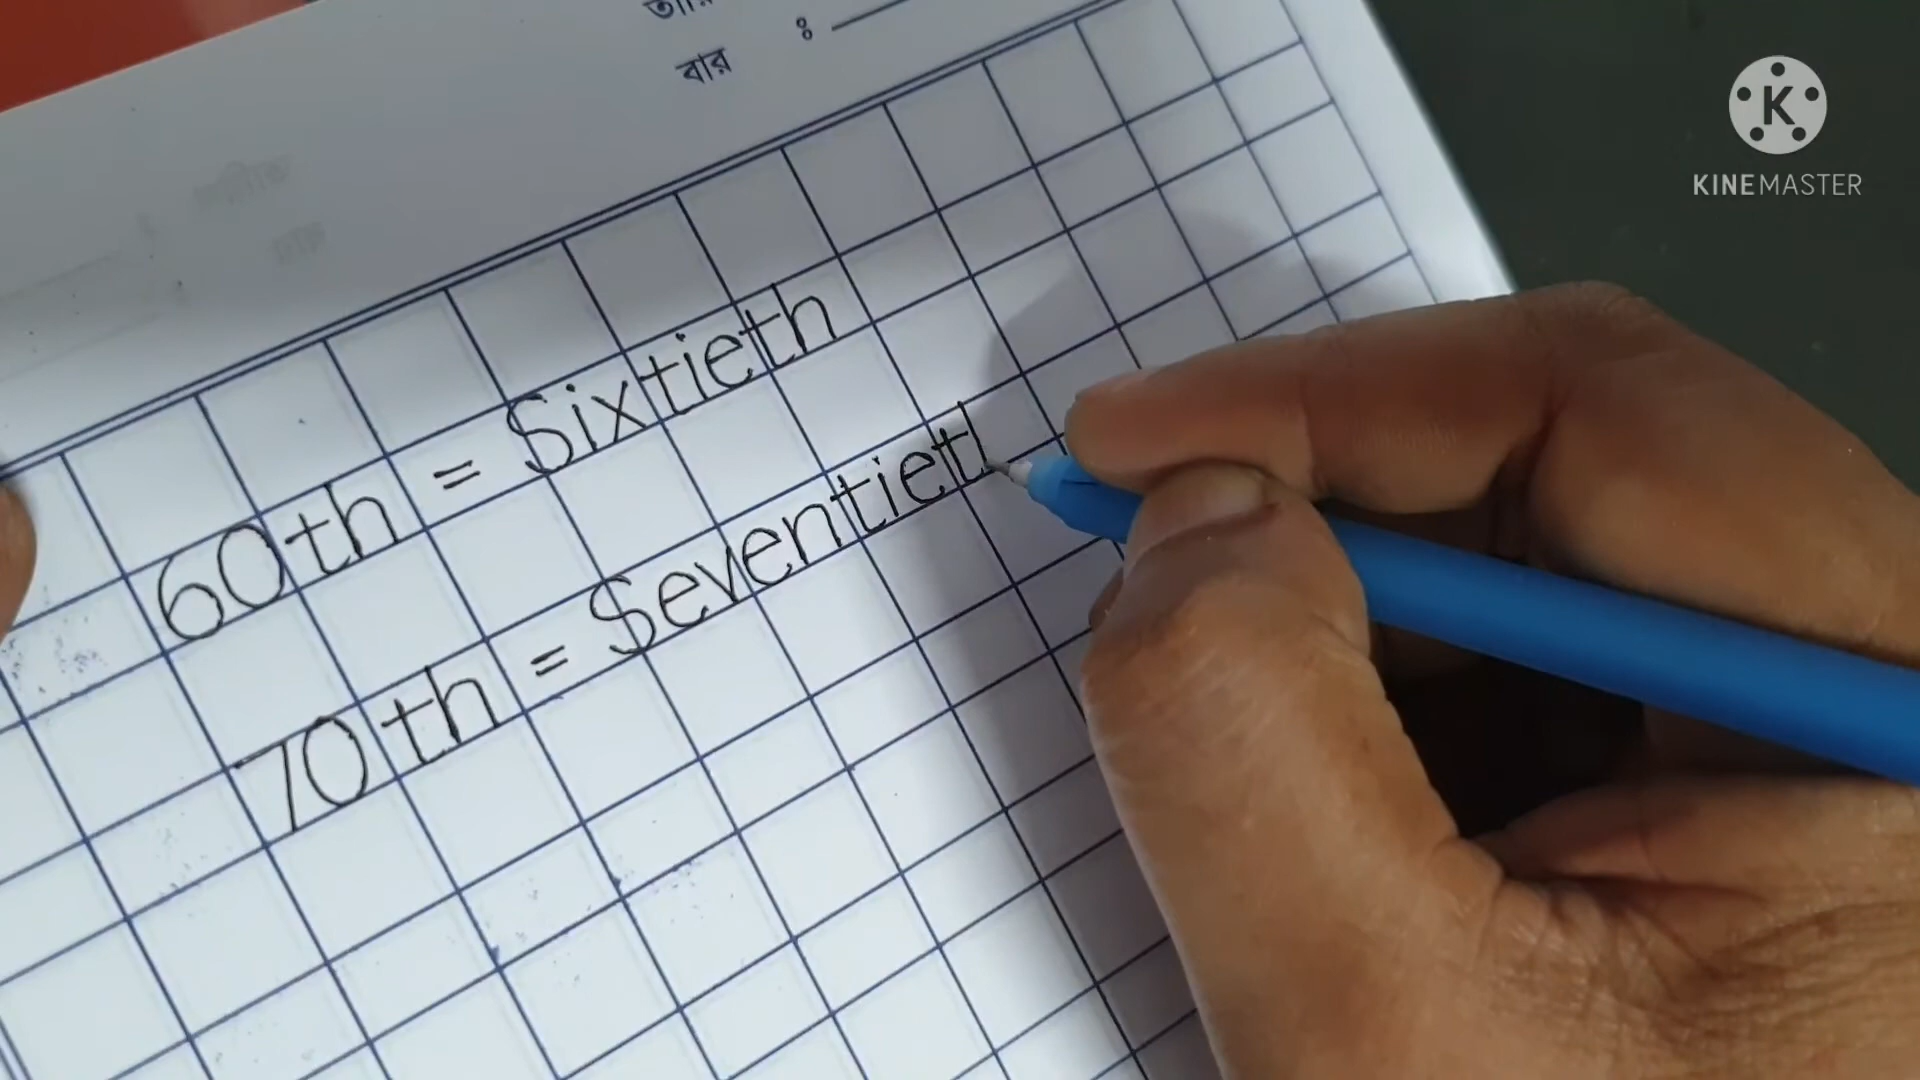 বার :
60th = Sixtieth
70th = Seventietl
KINEMASTER